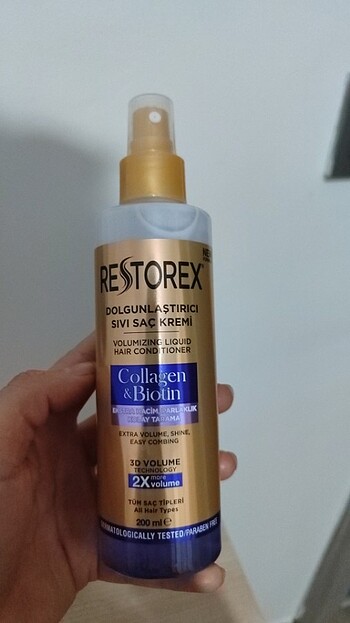 RESTOREX
DOLGUNLAŞTIRICI
SIVI SAÇ KREMİ
VOLUMIZING LIQUID
HAIR CONDITIONER
Collagen
& Biotin
EXTRA VOLUME, SHINE,
EASY COMBING
3D VOLUME
TECHNOLOGY
2X more
volume
TÜM SAÇ TİPLERİ
All Hair Types
200 ml ℮
DERMATOLOGICALLY TESTED/PARABEN FREE